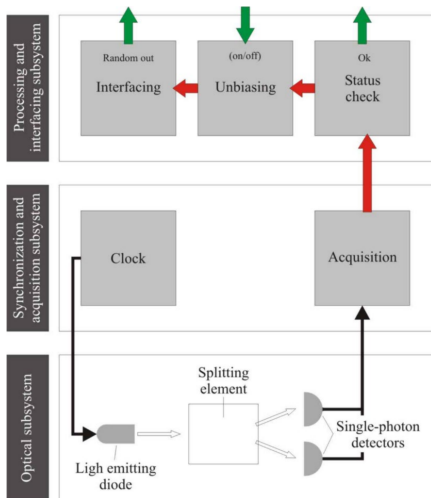 Processing and
interfacing subsystem
Random out
Interfacing
(on/off)
Unbiasing
Ok
Status
check
Synchronization and
acquisition subsystem
Clock
Acquisition
Optical subsystem
Splitting
element
Ligh emitting
diode
Single-photon
detectors